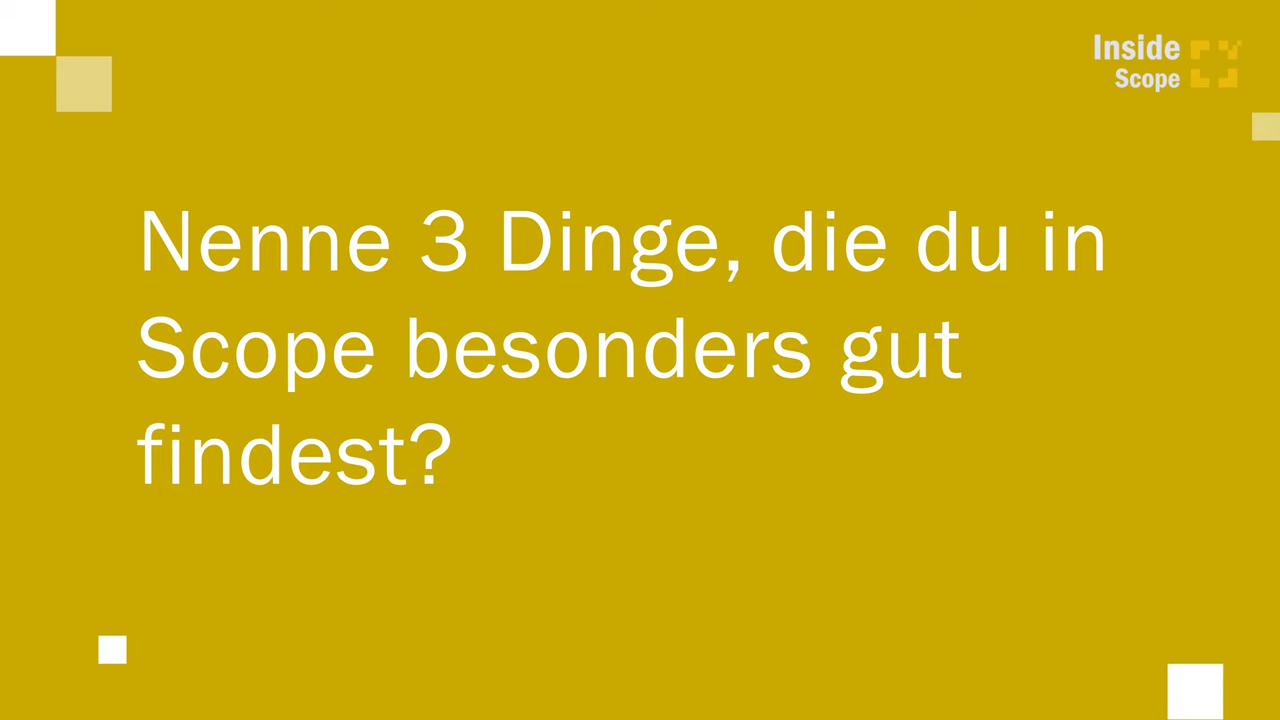 Inside
Scope
Nenne 3 Dinge, die du in
Scope besonders gut
findest?